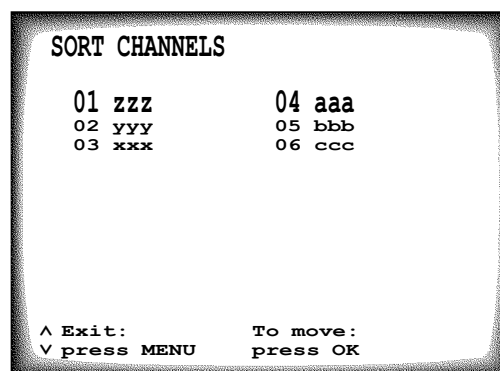 SORT CHANNELS
01 zzz 04 aaa
02 yyy 05 bbb
03 xxx 06 ccc
^ Exit: To move:
v press MENU press OK